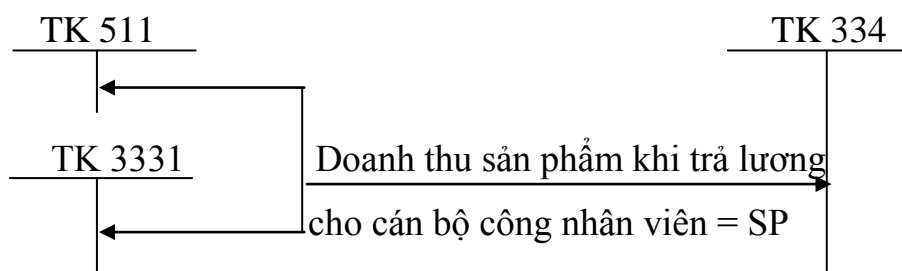 TK 511
TK 334
TK 3331
Doanh thu sản phẩm khi trả lương
cho cán bộ công nhân viên = SP